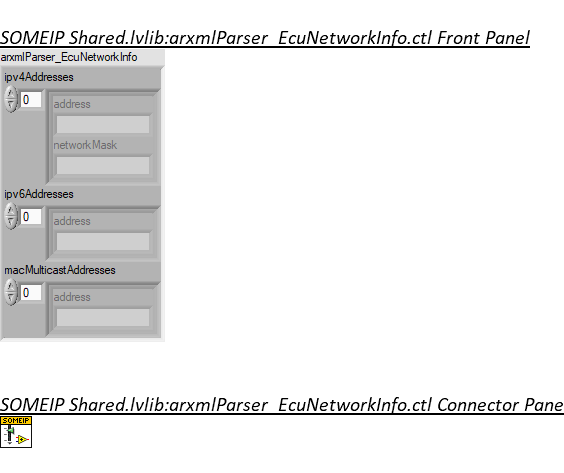 SOMEIP Shared.lvlib:arxmlParser_EcuNetworkInfo.ctl Front Panel
arxmlParser_EcuNetworkInfo
ipv4Addresses
0
address
networkMask
ipv6Addresses
0
address
macMulticastAddresses
0
address
SOMEIP Shared.lvlib:arxmlParser_EcuNetworkInfo.ctl Connector Pane
SOMEIP